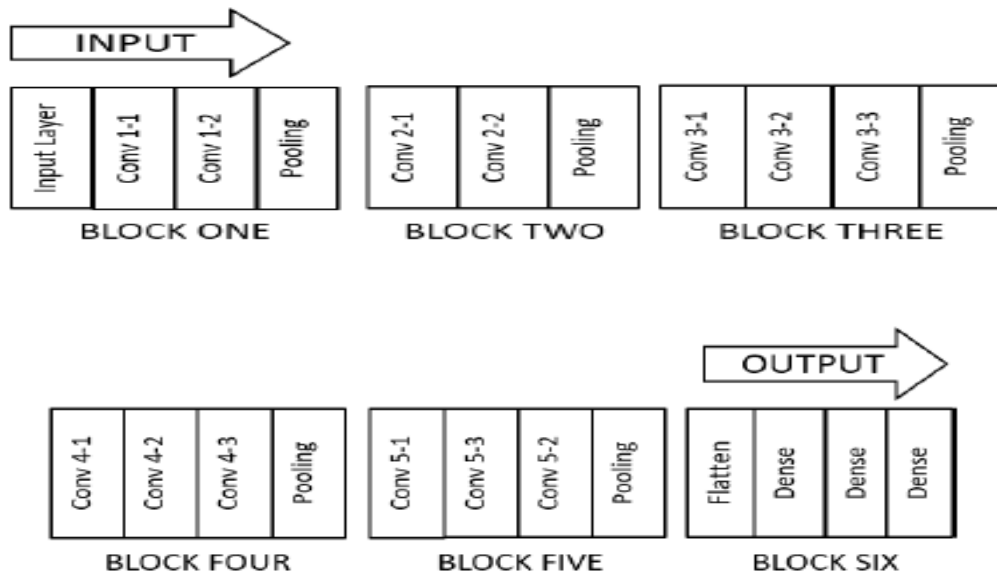 INPUT
Input Layer
Conv 1-1
Conv 1-2
Pooling
BLOCK ONE
Conv 2-1
Conv 2-2
Pooling
BLOCK TWO
Conv 3-1
Conv 3-2
Conv 3-3
Pooling
BLOCK THREE
OUTPUT
Conv 4-1
Conv 4-2
Conv 4-3
Pooling
BLOCK FOUR
Conv 5-1
Conv 5-3
Conv 5-2
Pooling
BLOCK FIVE
Flatten
Dense
Dense
Dense
BLOCK SIX